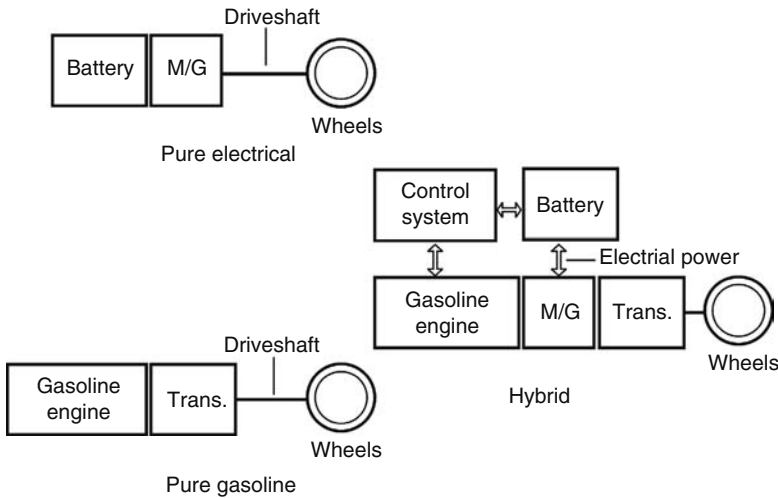 Driveshaft
Battery
M/G
Wheels
Pure electrical
Control
system
Battery
Electrial power
Gasoline
engine
M/G
Trans.
Wheels
Hybrid
Driveshaft
Gasoline
engine
Trans.
Wheels
Pure gasoline